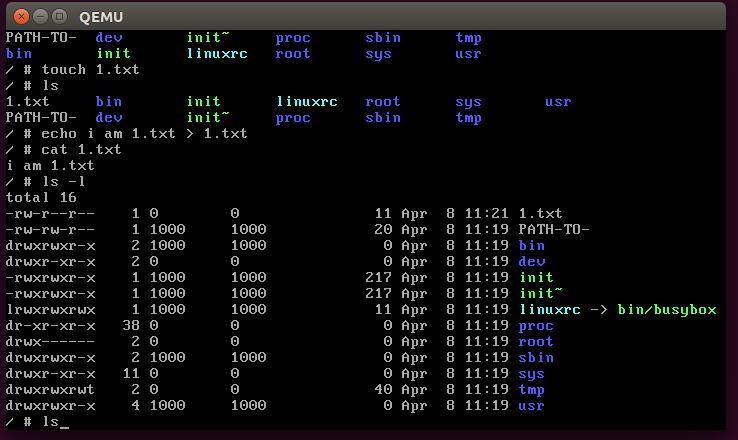 QEMU
PATH-TO-  dev       init~     proc      sbin      tmp
bin       init      linuxrc   root      sys       usr
/ # touch 1.txt
/ # ls
1.txt     bin       init      linuxrc   root      sys       usr
PATH-TO-  dev       init~     proc      sbin      tmp
/ # echo i am 1.txt > 1.txt
/ # cat 1.txt
i am 1.txt
/ # ls -l
total 16
-rw-r--r--    1 0        0               11 Apr  8 11:21 1.txt
-rw-rw-r--    1 1000     1000            20 Apr  8 11:19 PATH-TO-
drwxrwxr-x    2 1000     1000             0 Apr  8 11:19 bin
drwxr-xr-x    2 0        0                0 Apr  8 11:19 dev
-rwxrwxr-x    1 1000     1000           217 Apr  8 11:19 init
-rwxrwxr-x    1 1000     1000           217 Apr  8 11:19 init~
lrwxrwxrwx    1 1000     1000            11 Apr  8 11:19 linuxrc -> bin/busybox
dr-xr-xr-x   38 0        0                0 Apr  8 11:19 proc
drwx------    2 0        0                0 Apr  8 11:19 root
drwxrwxr-x    2 1000     1000             0 Apr  8 11:19 sbin
dr-xr-xr-x   11 0        0                0 Apr  8 11:19 sys
drwxrwxrwt    2 0        0               40 Apr  8 11:19 tmp
drwxrwxr-x    4 1000     1000             0 Apr  8 11:19 usr
/ # ls_